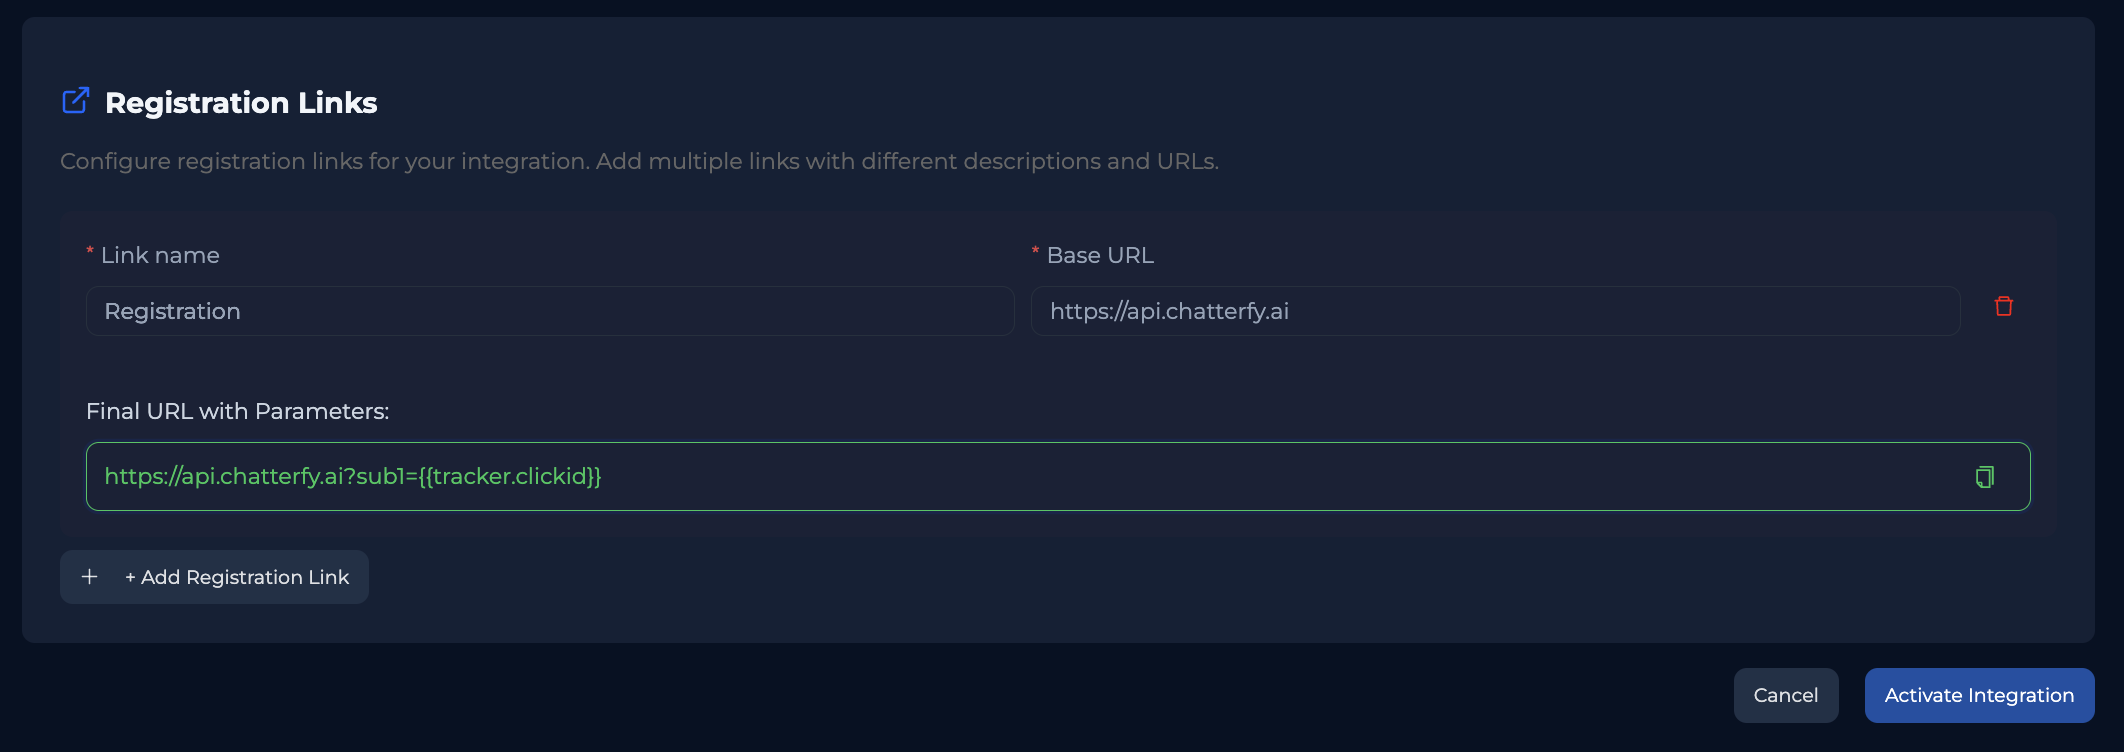 Registration Links
Configure registration links for your integration. Add multiple links with different descriptions and URLs.
* Link name
* Base URL
Registration
https://api.chatterfy.ai
Final URL with Parameters:
https://api.chatterfy.ai?sub1={{tracker.clickid}}
+ Add Registration Link
Cancel
Activate Integration